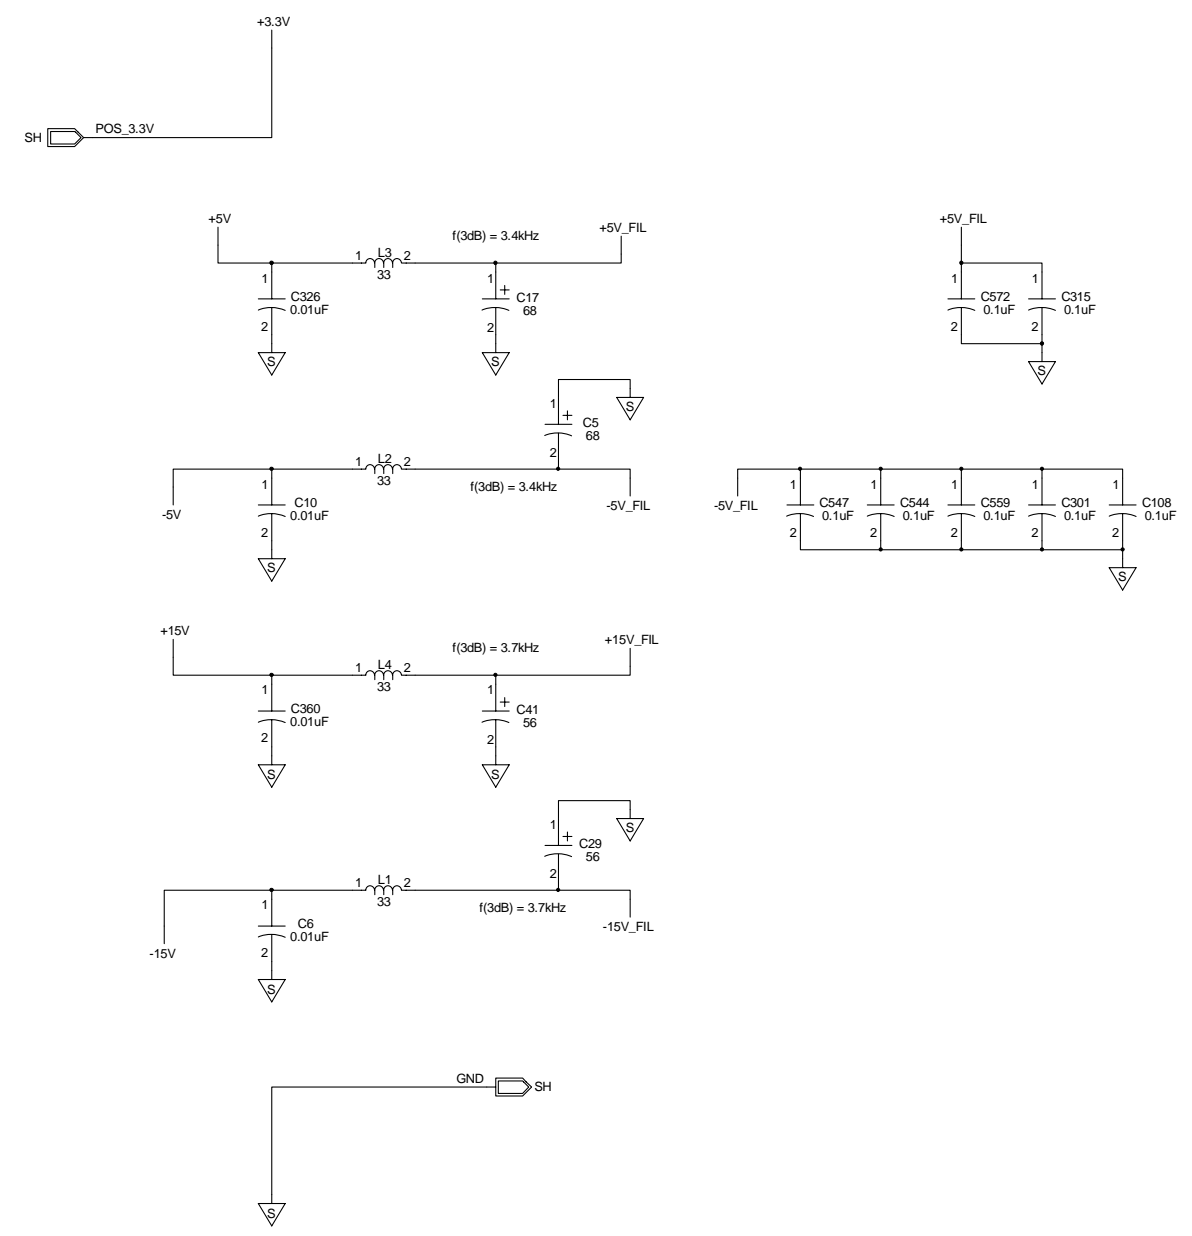 +3.3V
SH POS_3.3V
+5V
f(3dB) = 3.4kHz
+5V_FIL
+5V_FIL
1 L3 2
33
1
C326
0.01uF
2
S
1 +
C17
68
2
S
1
C572
0.1uF
2
1
C315
0.1uF
2
S
S
1 +
C5
68
2
1 L2 2
33
f(3dB) = 3.4kHz
-5V
1
C10
0.01uF
2
S
-5V_FIL
-5V_FIL
1
C547
0.1uF
2
1
C544
0.1uF
2
1
C559
0.1uF
2
1
C301
0.1uF
2
1
C108
0.1uF
2
S
+15V
f(3dB) = 3.7kHz
+15V_FIL
1 L4 2
33
1
C360
0.01uF
2
S
1 +
C41
56
2
S
S
1 +
C29
56
2
1 L1 2
33
f(3dB) = 3.7kHz
-15V
1
C6
0.01uF
2
S
-15V_FIL
GND SH
S